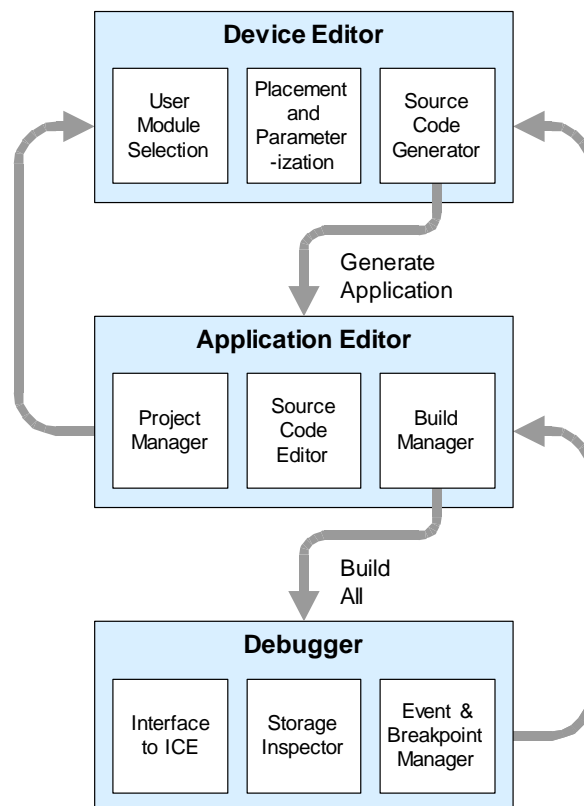 Device Editor
User
Module
Selection
Placement
and
Parameter
-ization
Source
Code
Generator
Generate
Application
Application Editor
Project
Manager
Source
Code
Editor
Build
Manager
Build
All
Debugger
Interface
to ICE
Storage
Inspector
Event &
Breakpoint
Manager